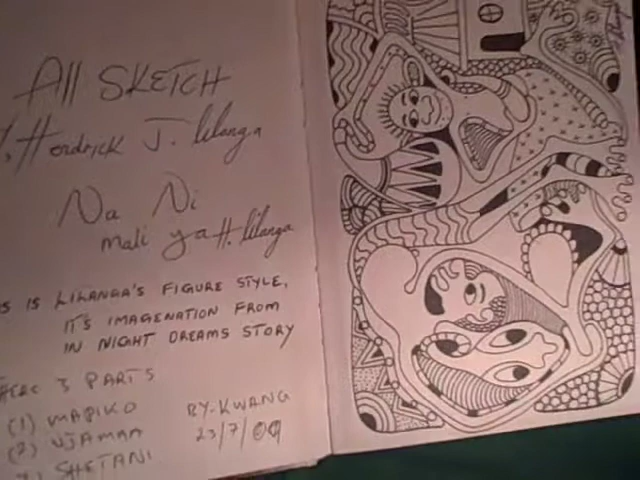 All SKETCH
Hendrick J. lilanga
Na Ni
mali ya H. lilanga
IS LILANGA'S FIGURE STYLE,
IT'S IMAGENATION FROM
IN NIGHT DREAMS STORY
3 PARTS
(1) MAPIKO
(2) UJAMAA
SHETANI
BY-KWANG
23/7/09